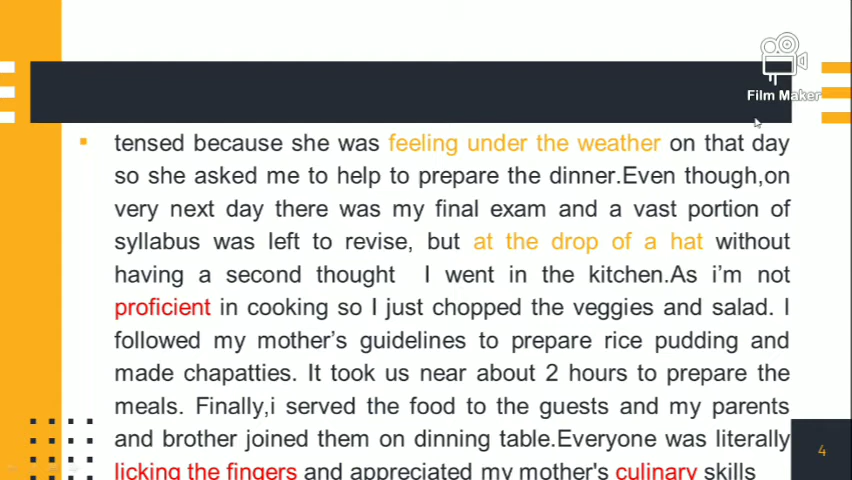 Film Maker
tensed because she was feeling under the weather on that day
so she asked me to help to prepare the dinner.Even though,on
very next day there was my final exam and a vast portion of
syllabus was left to revise, but at the drop of a hat without
having a second thought I went in the kitchen.As i'm not
proficient in cooking so I just chopped the veggies and salad. I
followed my mother's guidelines to prepare rice pudding and
made chapatties. It took us near about 2 hours to prepare the
meals. Finally,i served the food to the guests and my parents
and brother joined them on dinning table.Everyone was literally
licking the fingers and appreciated my mother's culinary skills
4